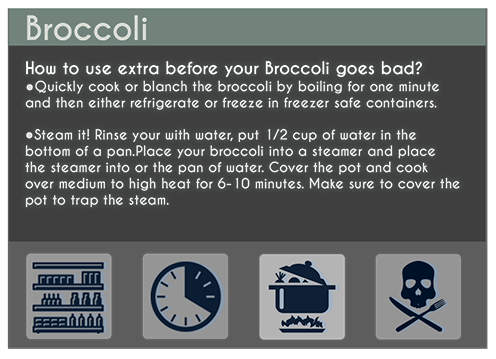 Broccoli
How to use extra before your Broccoli goes bad?
●Quickly cook or blanch the broccoli by boiling for one minute
and then either refrigerate or freeze in freezer safe containers.
●Steam it! Rinse your with water, put 1/2 cup of water in the
bottom of a pan.Place your broccoli into a steamer and place
the steamer into or the pan of water. Cover the pot and cook
over medium to high heat for 6-10 minutes. Make sure to cover the
pot to trap the steam.